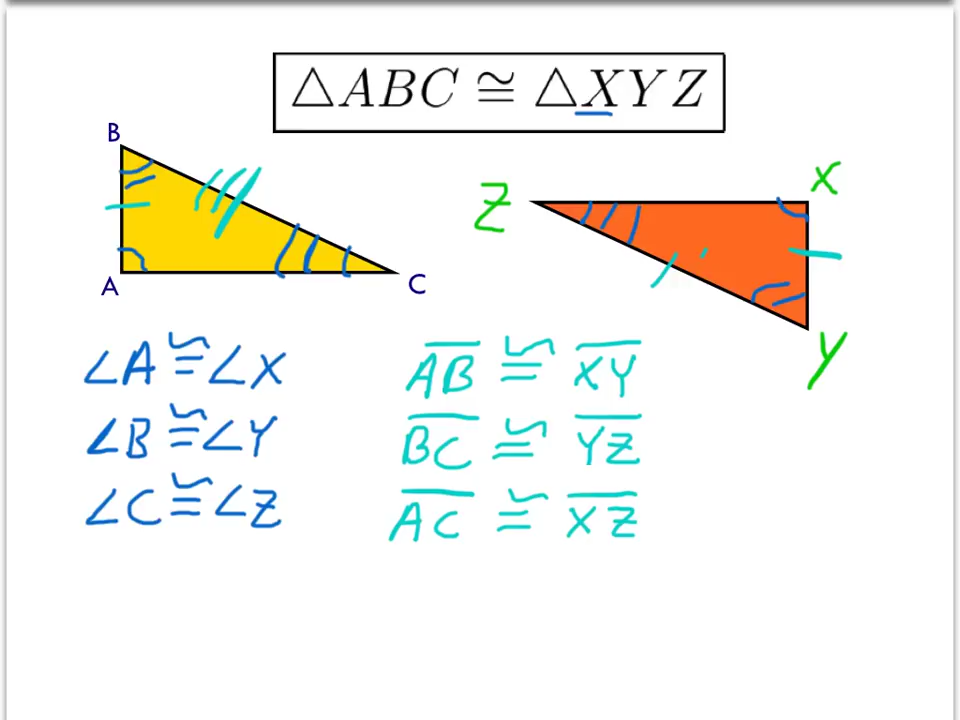 △ABC ≅ △XYZ
B
X
Z
A
C
Y
∠A ≅ ∠X
AB ≅ XY
∠B ≅ ∠Y
BC ≅ YZ
∠C ≅ ∠Z
AC ≅ XZ